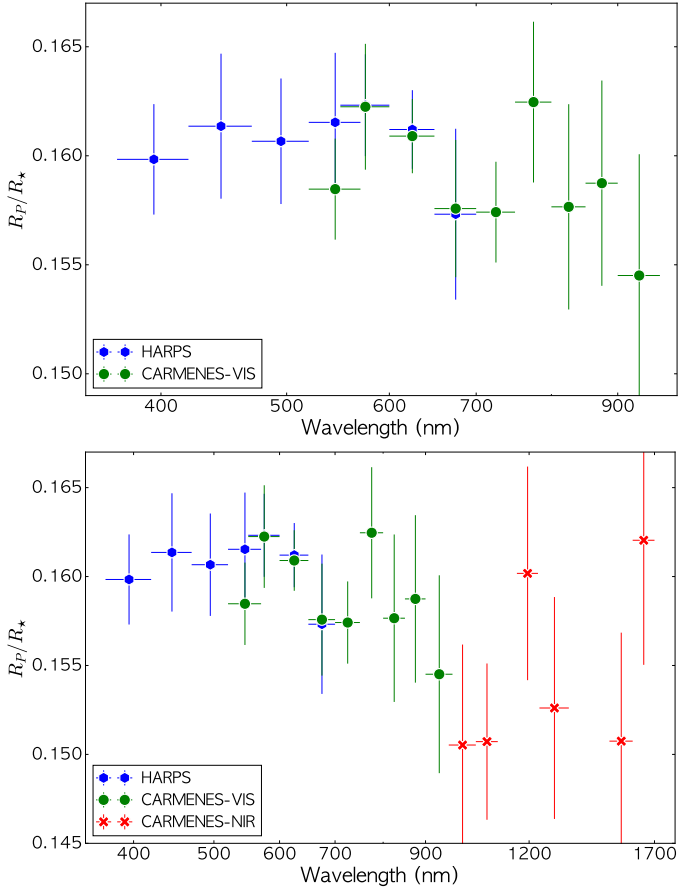 0.165
0.160
0.155
0.150
R_P/R_⋆
HARPS
CARMENES-VIS
400 500 600 700 900
Wavelength (nm)
0.165
0.160
0.155
0.150
0.145
R_P/R_⋆
HARPS
CARMENES-VIS
CARMENES-NIR
400 500 600 700 900 1200 1700
Wavelength (nm)